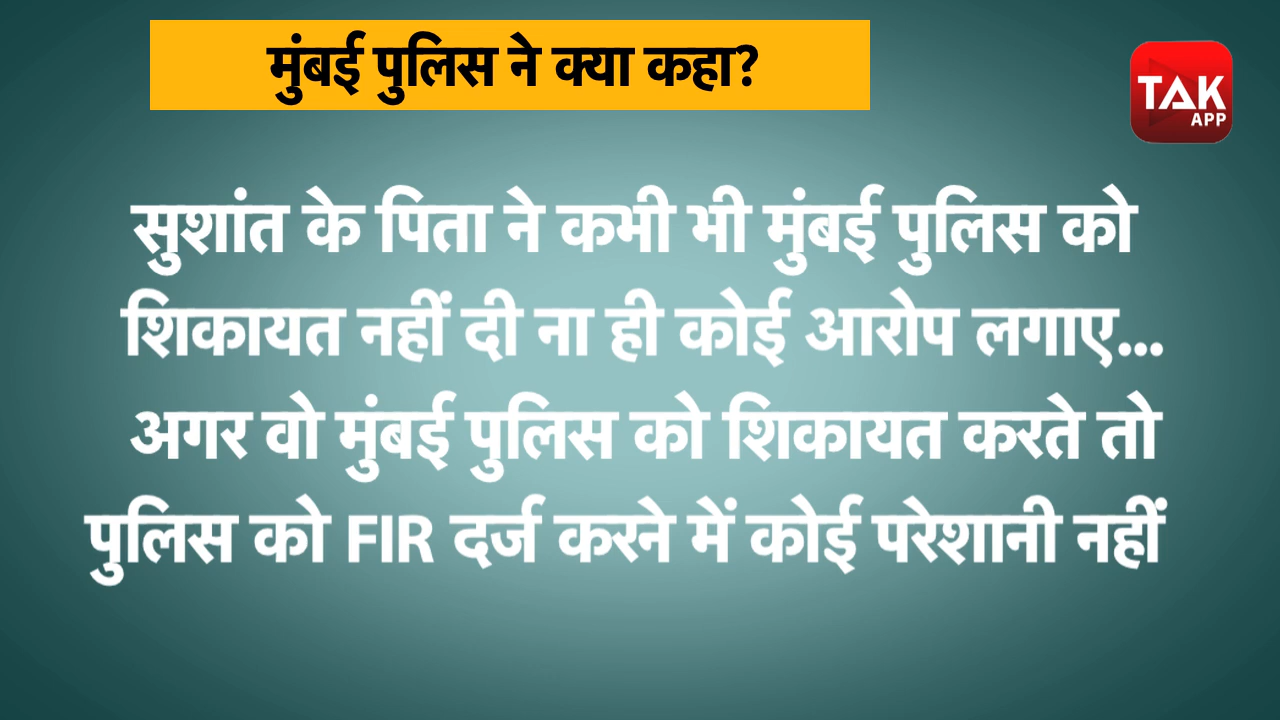 मुंबई पुलिस ने क्या कहा?
TAK
APP
सुशांत के पिता ने कभी भी मुंबई पुलिस को
शिकायत नहीं दी ना ही कोई आरोप लगाए...
अगर वो मुंबई पुलिस को शिकायत करते तो
पुलिस को FIR दर्ज करने में कोई परेशानी नहीं